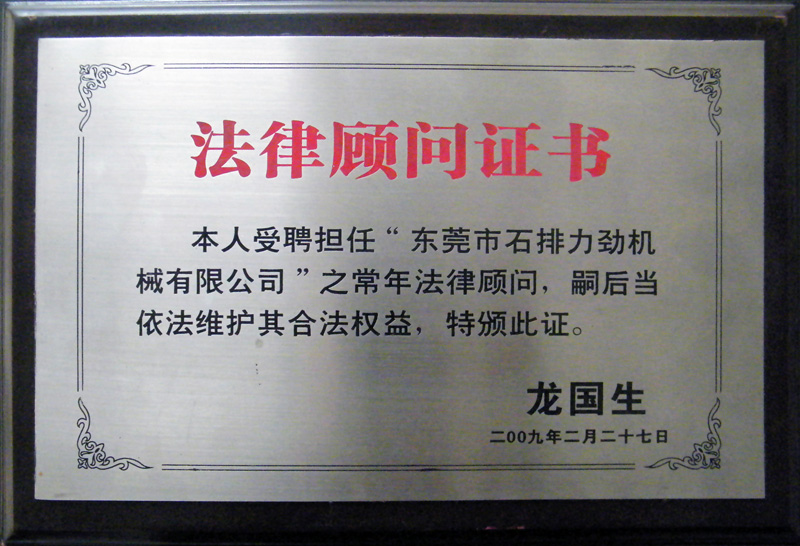 法律顾问证书
本人受聘担任“东莞市石排力劲机
械有限公司”之常年法律顾问，嗣后当
依法维护其合法权益，特颁此证。
龙国生
二00九年二月二十七日